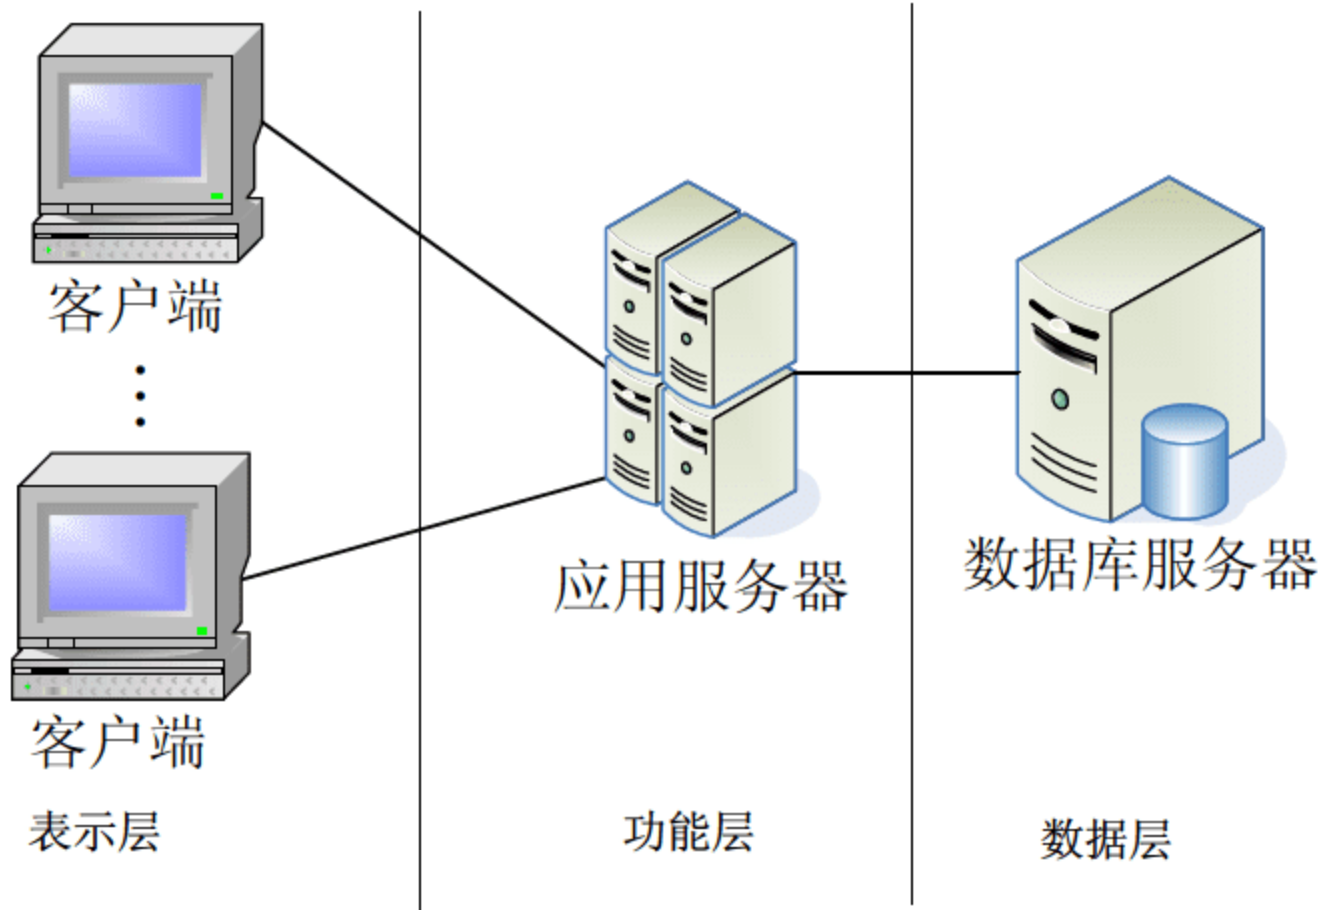 客户端
客户端
应用服务器
数据库服务器
表示层
功能层
数据层